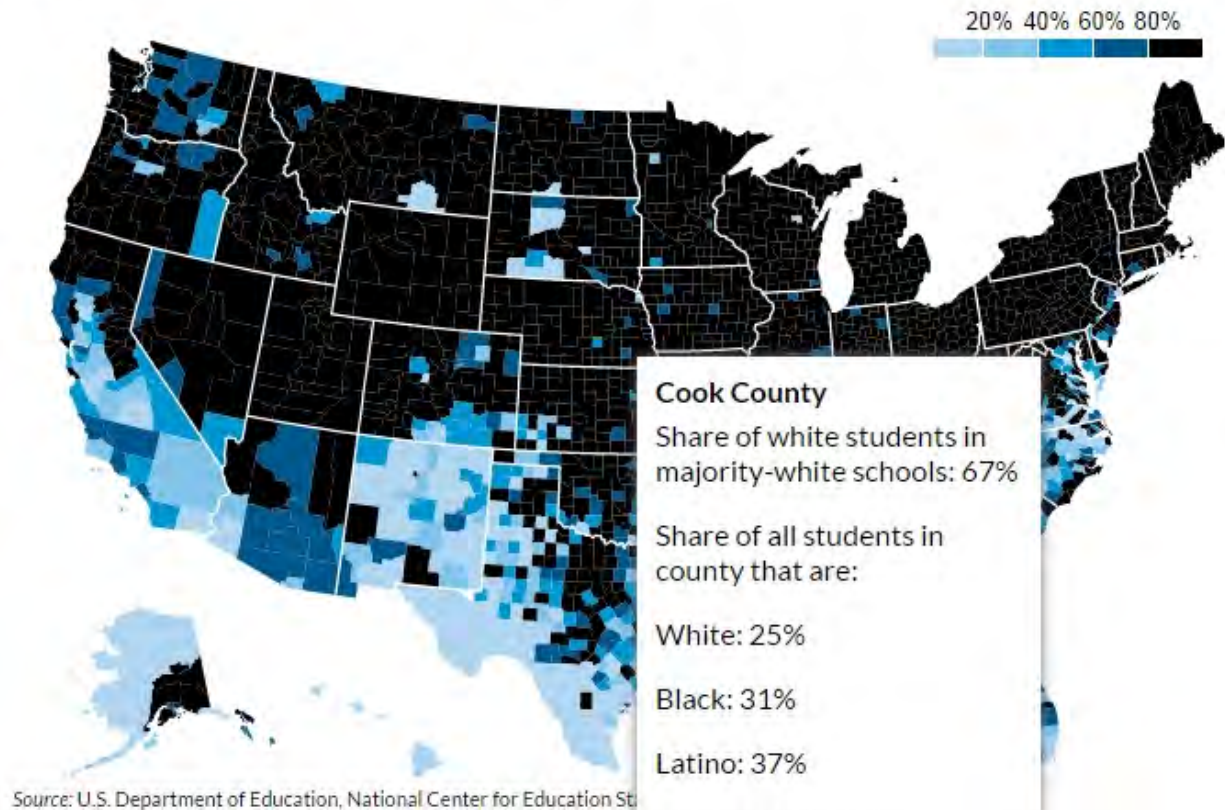 20% 40% 60% 80%
Cook County
Share of white students in
majority-white schools: 67%
Share of all students in
county that are:
White: 25%
Black: 31%
Latino: 37%
Source: U.S. Department of Education, National Center for Education